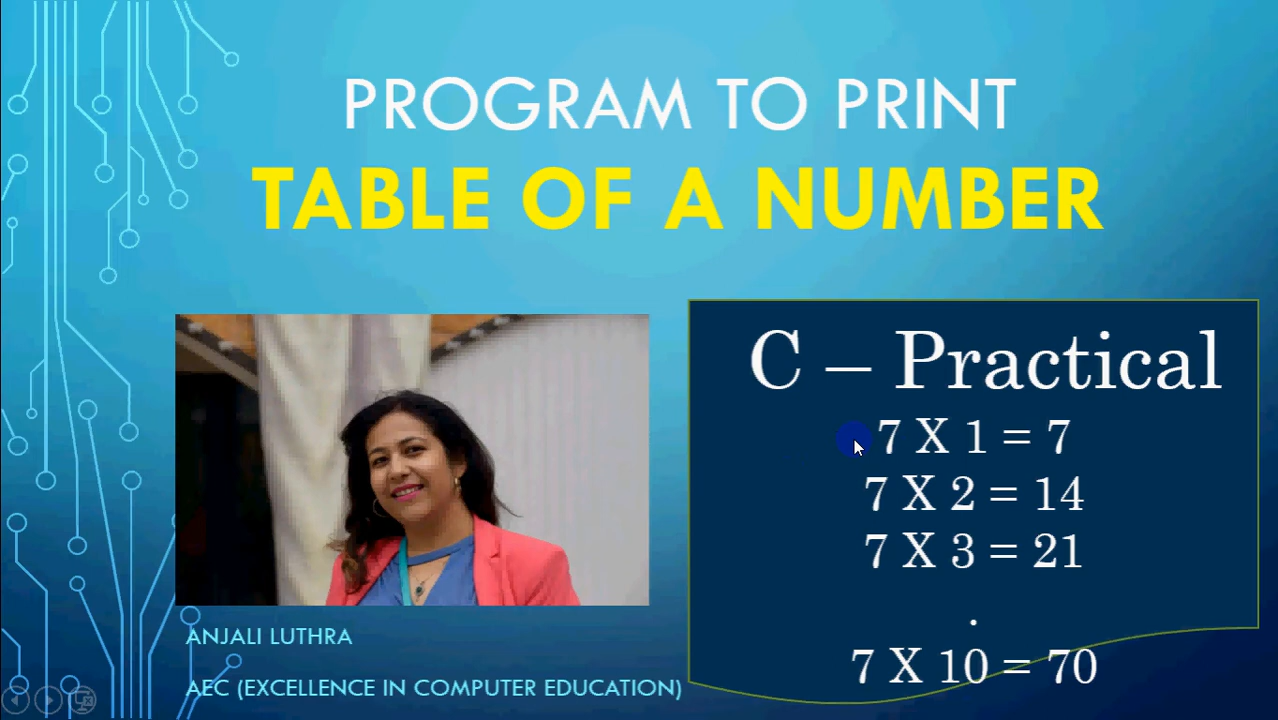 PROGRAM TO PRINT
TABLE OF A NUMBER
C – Practical
7 X 1 = 7
7 X 2 = 14
7 X 3 = 21
.
7 X 10 = 70
ANJALI LUTHRA
AEC (EXCELLENCE IN COMPUTER EDUCATION)